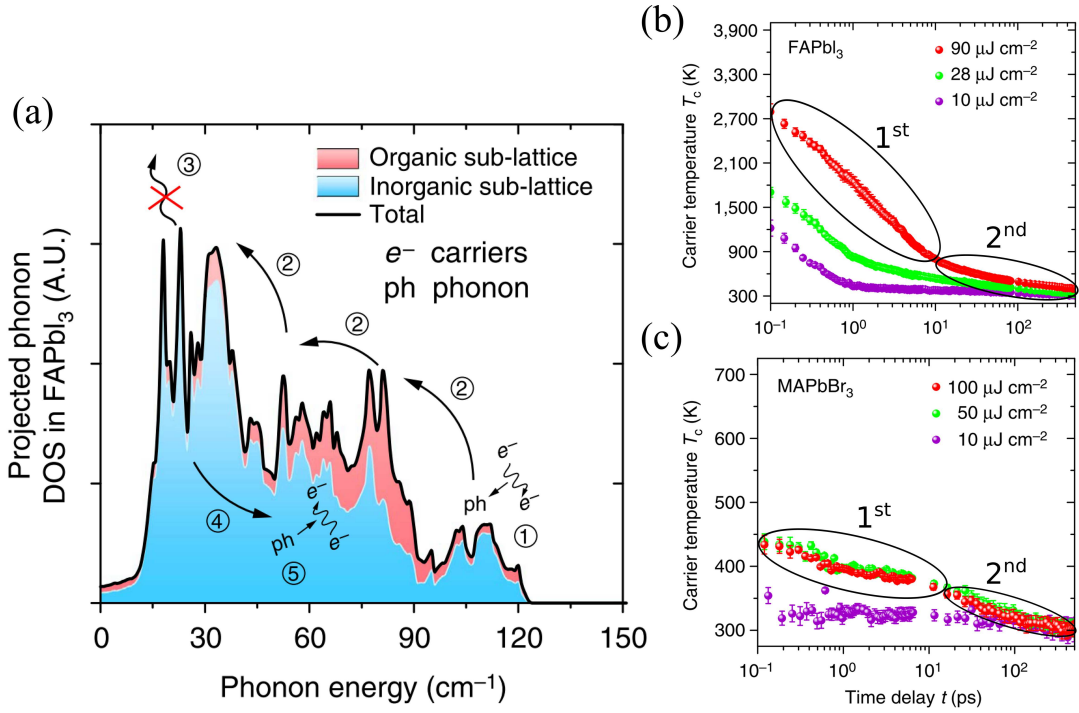 (a)
Projected phonon
DOS in FAPbI₃ (A.U.)
③
Organic sub-lattice
Inorganic sub-lattice
Total
e⁻ carriers
ph phonon
②
②
②
e⁻
ph
e⁻
①
④
e⁻
ph
e⁻
⑤
0 30 60 90 120 150
Phonon energy (cm⁻¹)
(b)
Carrier temperature T_c (K)
3,900
3,300
2,700
2,100
1,500
900
300
FAPbI₃
90 μJ cm⁻²
28 μJ cm⁻²
10 μJ cm⁻²
1st
2nd
10⁻¹ 10⁰ 10¹ 10²
(c)
Carrier temperature T_c (K)
700
600
500
400
300
MAPbBr₃
100 μJ cm⁻²
50 μJ cm⁻²
10 μJ cm⁻²
1st
2nd
10⁻¹ 10⁰ 10¹ 10²
Time delay t (ps)